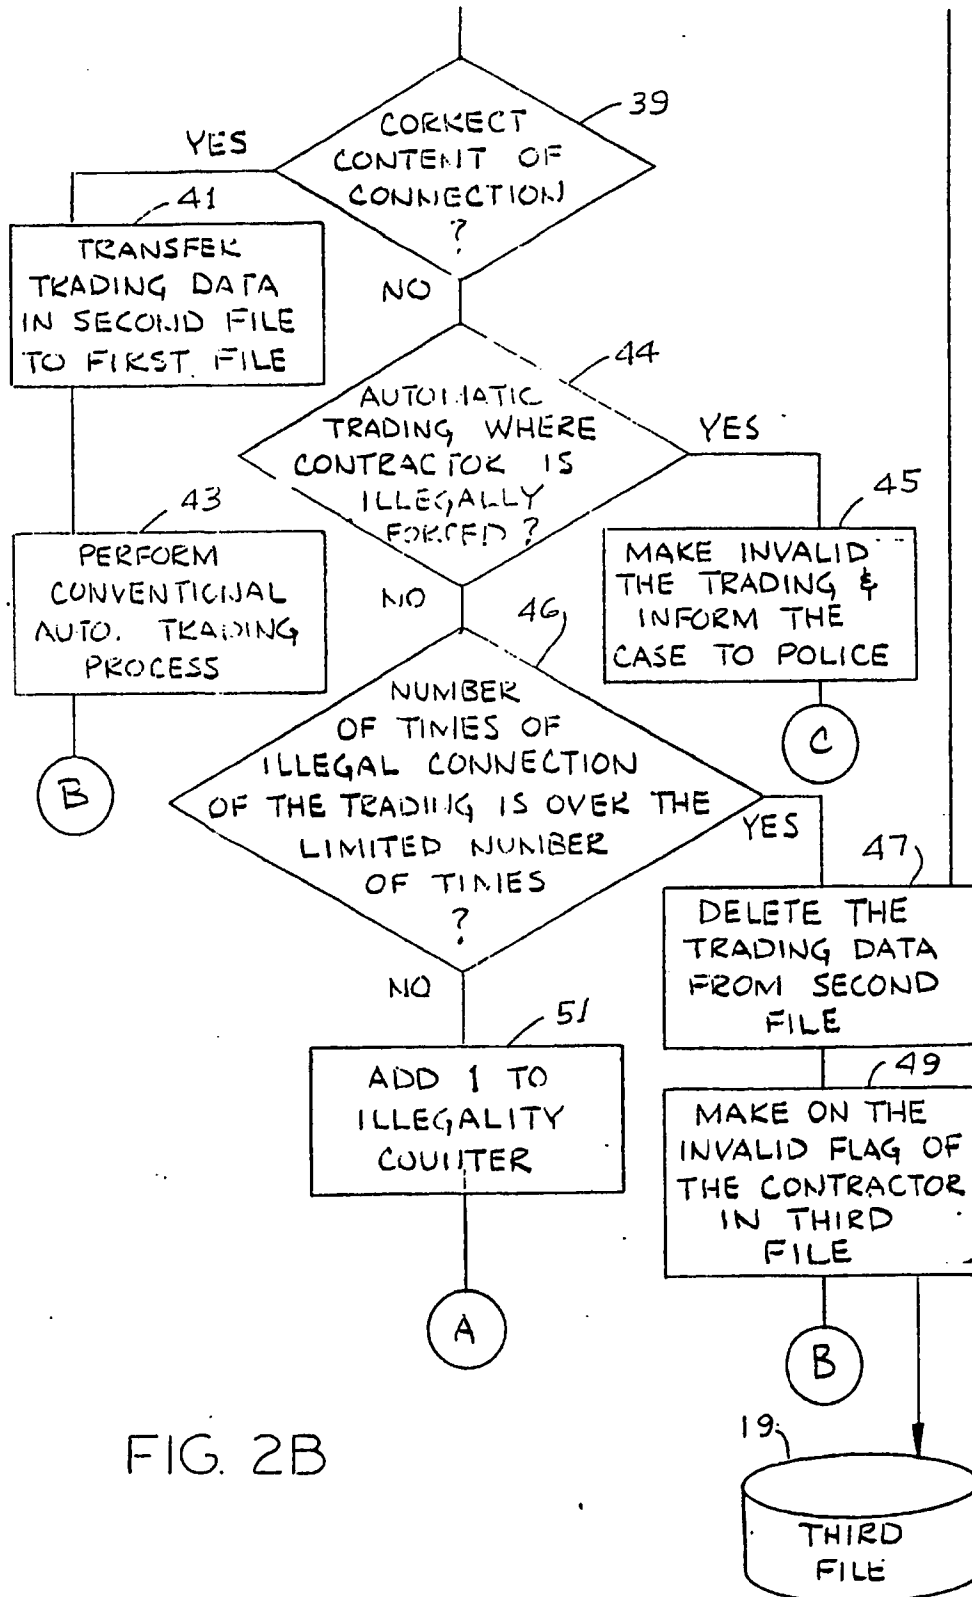 39
CORRECT
CONTENT OF
CONNECTION
?
YES
NO
41
TRANSFER
TRADING DATA
IN SECOND FILE
TO FIRST FILE
44
AUTOMATIC
TRADING WHERE
CONTRACTOR IS
ILLEGALLY
FORCED ?
YES
NO
43
PERFORM
CONVENTIONAL
AUTO. TRADING
PROCESS
B
45
MAKE INVALID
THE TRADING &
INFORM THE
CASE TO POLICE
C
46
NUMBER
OF TIMES OF
ILLEGAL CONNECTION
OF THE TRADING IS OVER THE
LIMITED NUMBER
OF TIMES
?
YES
NO
47
DELETE THE
TRADING DATA
FROM SECOND
FILE
51
ADD 1 TO
ILLEGALITY
COUNTER
A
49
MAKE ON THE
INVALID FLAG OF
THE CONTRACTOR
IN THIRD
FILE
B
19
THIRD
FILE
FIG. 2B